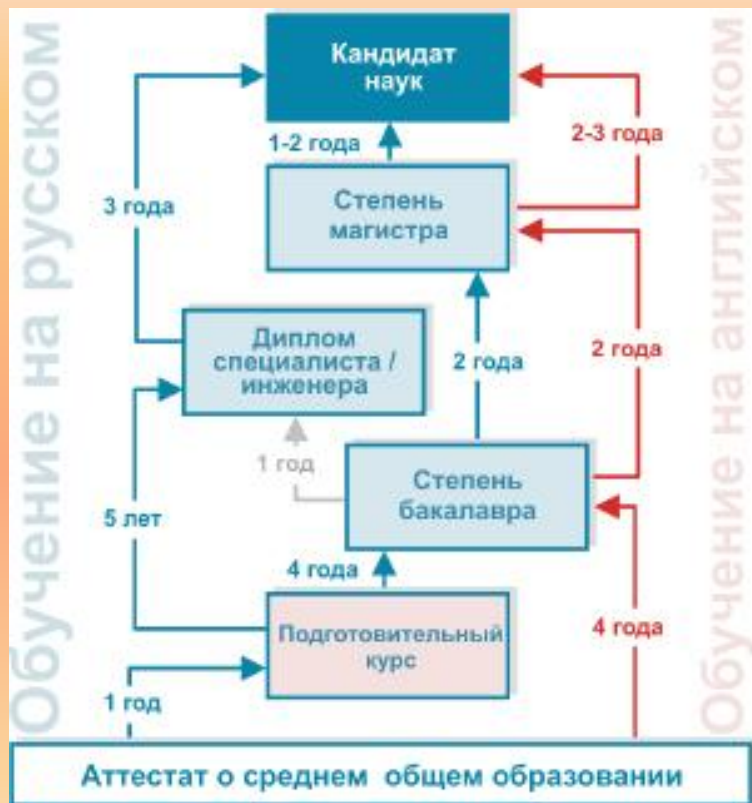 Обучение на русском
Обучение на английском
Кандидат
наук
1-2 года
2-3 года
3 года
Степень
магистра
Диплом
специалиста /
инженера
2 года
2 года
1 год
Степень
бакалавра
5 лет
4 года
4 года
Подготовительный
курс
1 год
Аттестат о среднем общем образовании